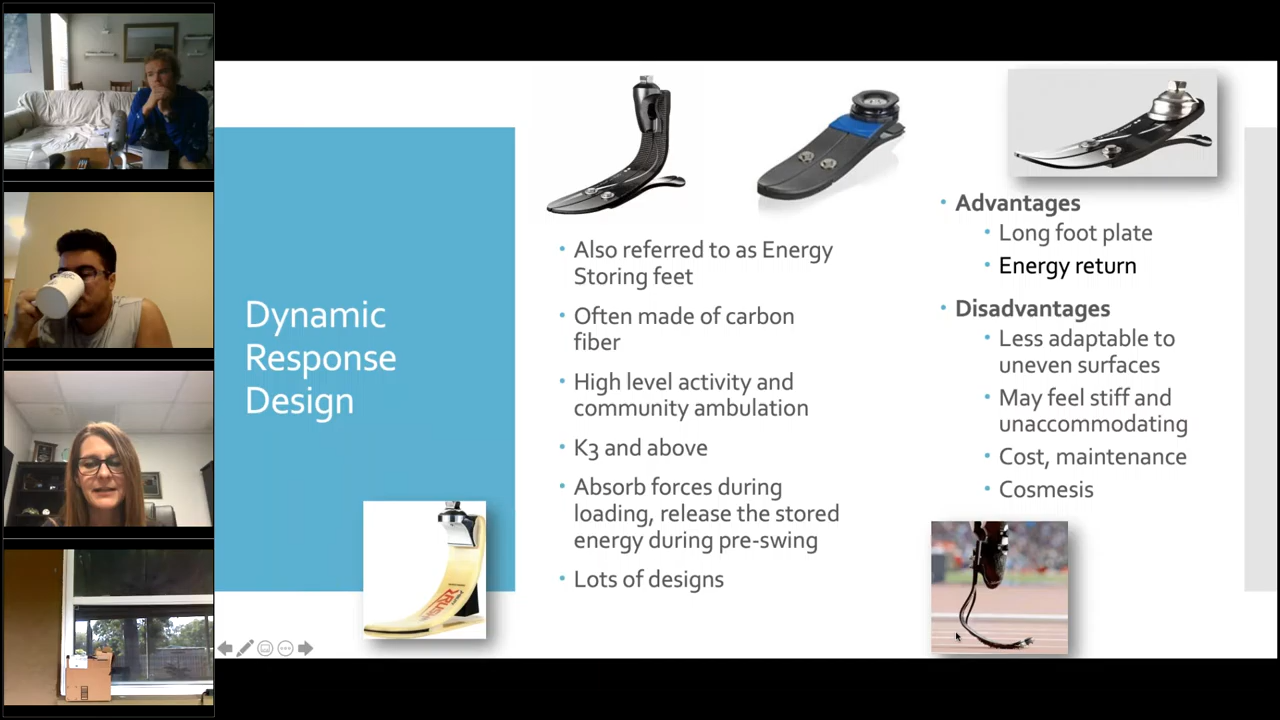 Dynamic
Response
Design
Also referred to as Energy
Storing feet
Often made of carbon
fiber
High level activity and
community ambulation
K3 and above
Absorb forces during
loading, release the stored
energy during pre-swing
Lots of designs
Advantages
Long foot plate
Energy return
Disadvantages
Less adaptable to
uneven surfaces
May feel stiff and
unaccommodating
Cost, maintenance
Cosmesis
RUSH